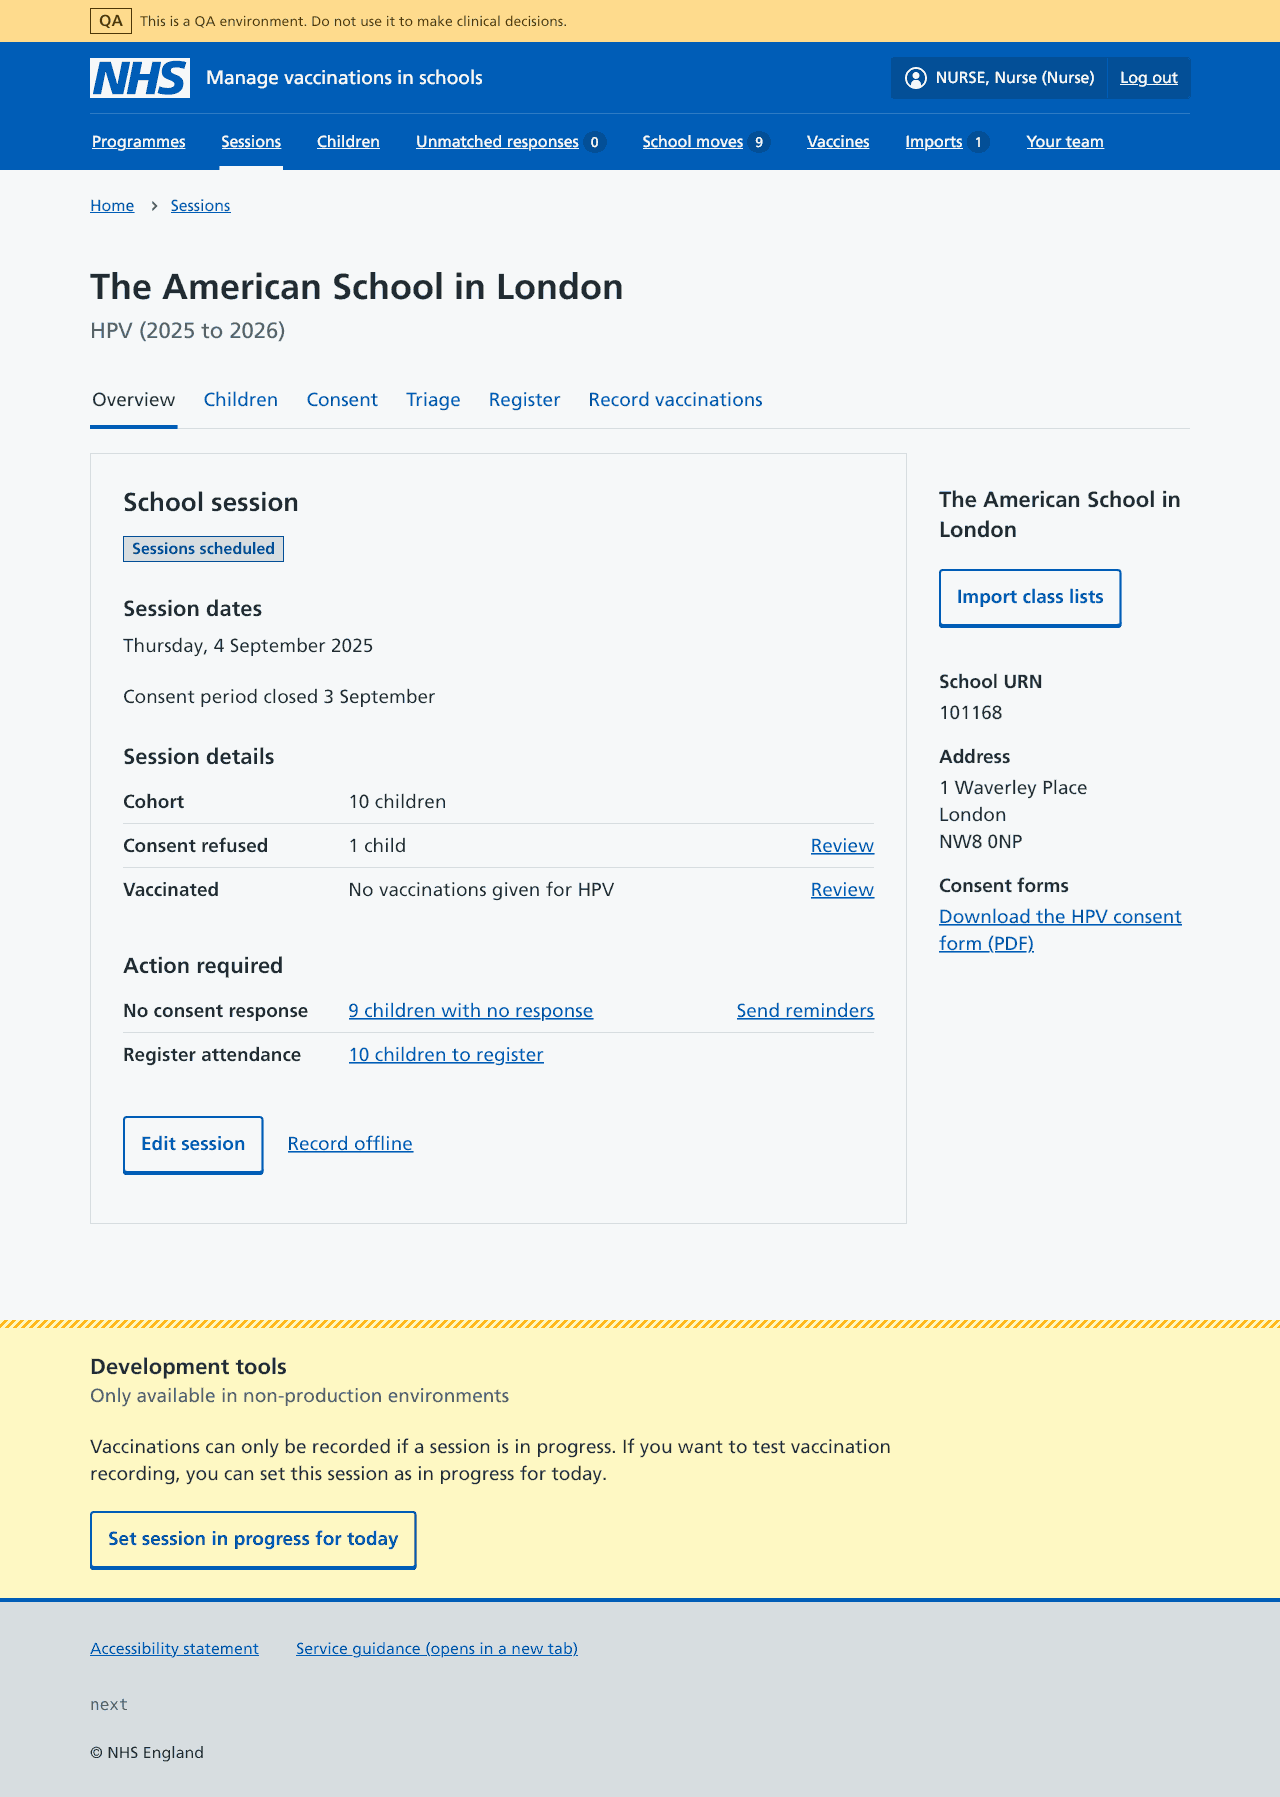 QA This is a QA environment. Do not use it to make clinical decisions.
NHS Manage vaccinations in schools NURSE, Nurse (Nurse) Log out
Programmes Sessions Children Unmatched responses 0 School moves 9 Vaccines Imports 1 Your team
Home Sessions
The American School in London
HPV (2025 to 2026)
Overview Children Consent Triage Register Record vaccinations
School session
Sessions scheduled
Session dates
Thursday, 4 September 2025
Consent period closed 3 September
Session details
Cohort 10 children
Consent refused 1 child Review
Vaccinated No vaccinations given for HPV Review
Action required
No consent response 9 children with no response Send reminders
Register attendance 10 children to register
Edit session Record offline
The American School in
London
Import class lists
School URN
101168
Address
1 Waverley Place
London
NW8 0NP
Consent forms
Download the HPV consent
form (PDF)
Development tools
Only available in non-production environments
Vaccinations can only be recorded if a session is in progress. If you want to test vaccination
recording, you can set this session as in progress for today.
Set session in progress for today
Accessibility statement Service guidance (opens in a new tab)
next
© NHS England